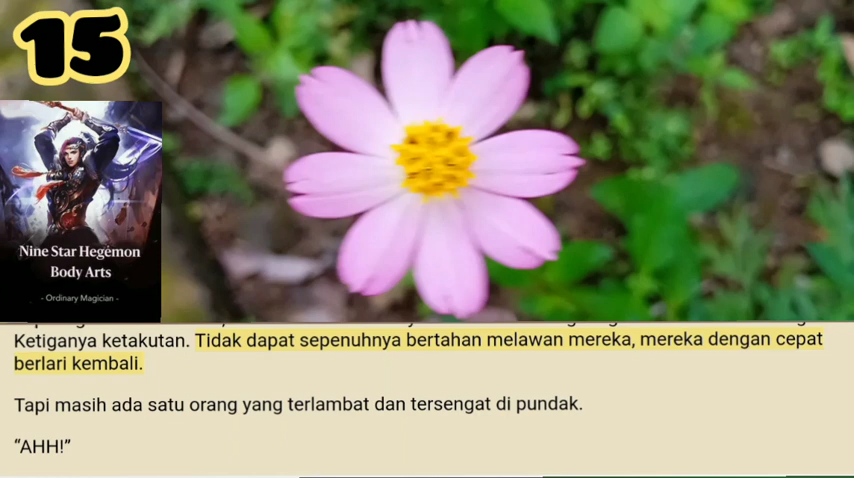 15
Nine Star Hegemon
Body Arts
- Ordinary Magician -
Ketiganya ketakutan. Tidak dapat sepenuhnya bertahan melawan mereka, mereka dengan cepat
berlari kembali.
Tapi masih ada satu orang yang terlambat dan tersengat di pundak.
“AHH!”